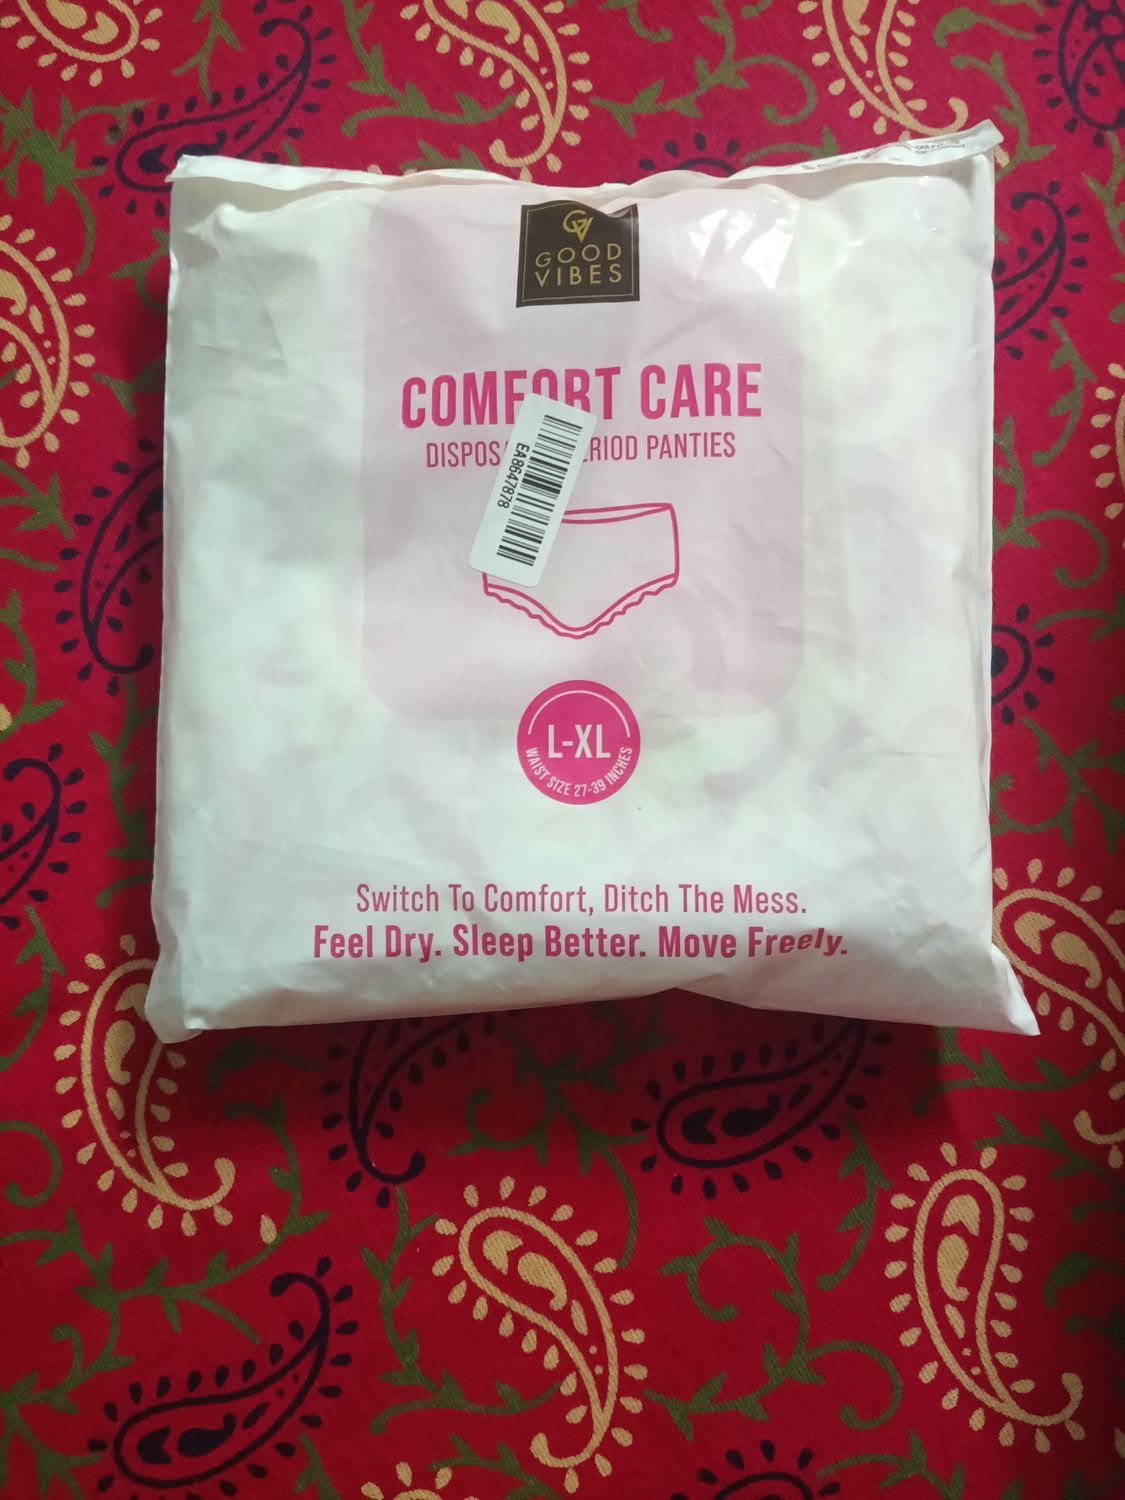 GV
GOOD
VIBES
COMFORT CARE
PANTIES
EA8647878
L-XL
WAIST SIZE 27-39 INCHES
Switch To Comfort, Ditch The Mess.
Feel Dry. Sleep Better. Move Freely.